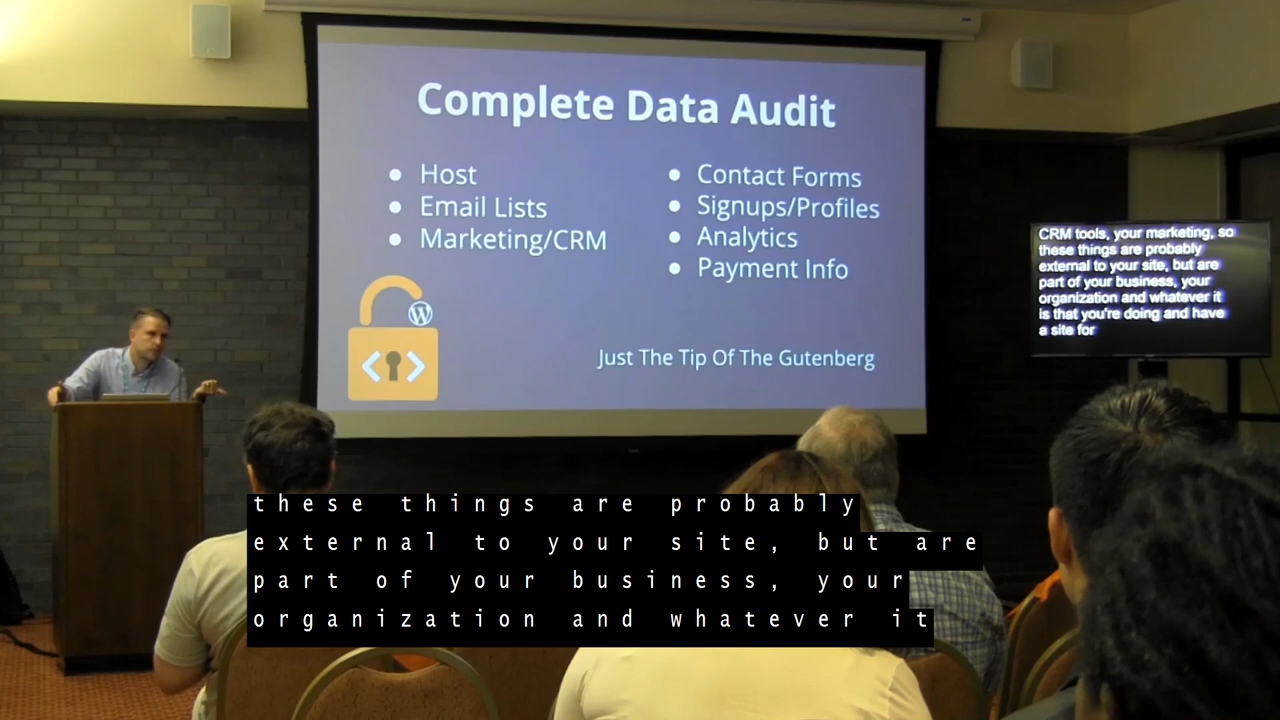 Complete Data Audit
Host
Email Lists
Marketing/CRM
Contact Forms
Signups/Profiles
Analytics
Payment Info
Just The Tip Of The Gutenberg
CRM tools, your marketing, so
these things are probably
external to your site, but are
part of your business, your
organization and whatever it
is that you're doing and have
a site for
these things are probably
external to your site, but are
part of your business, your
organization and whatever it